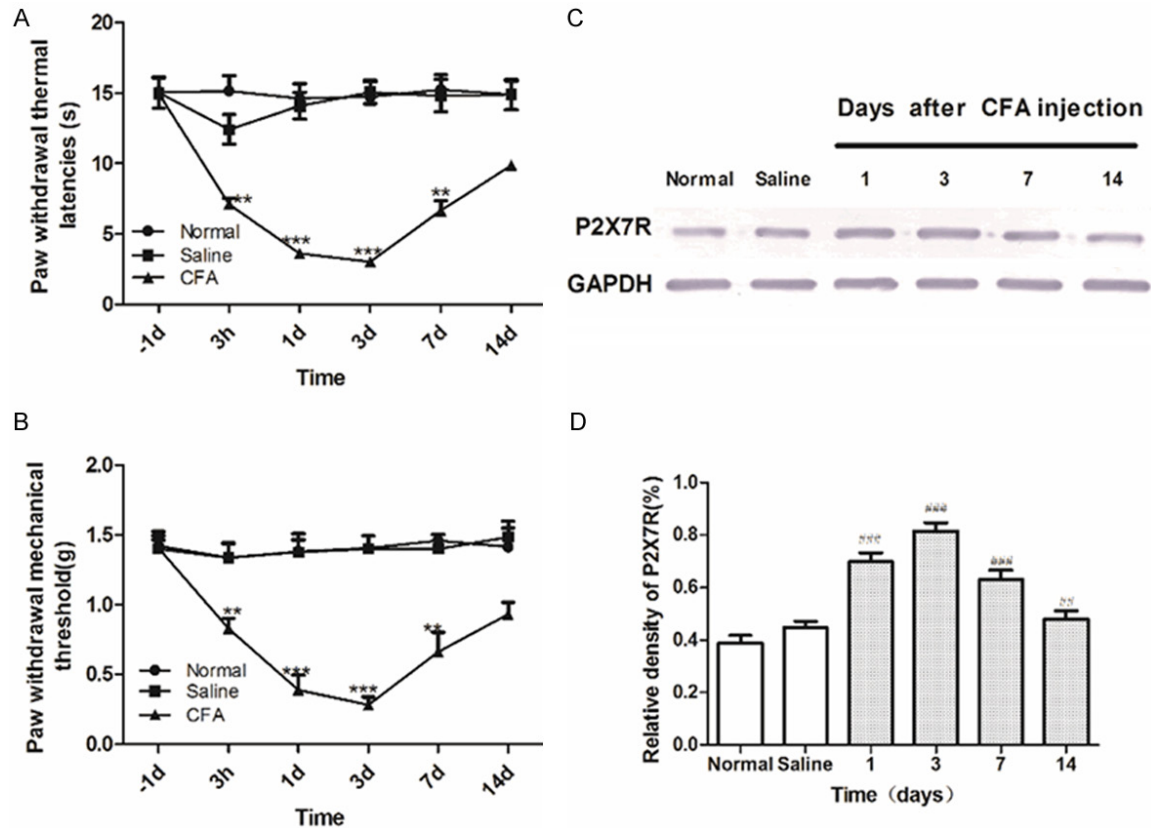 A
20
15
10
5
0
Paw withdrawal thermal
latencies (s)
**
***
***
**
Normal
Saline
CFA
-1d 3h 1d 3d 7d 14d
Time
C
Days after CFA injection
Normal Saline 1 3 7 14
P2X7R
GAPDH
B
2.0
1.5
1.0
0.5
0.0
Paw withdrawal mechanical
threshold(g)
**
***
***
**
Normal
Saline
CFA
-1d 3h 1d 3d 7d 14d
Time
D
1.0
0.8
0.6
0.4
0.2
0.0
Relative density of P2X7R(%)
###
###
###
##
Normal Saline 1 3 7 14
Time（days）